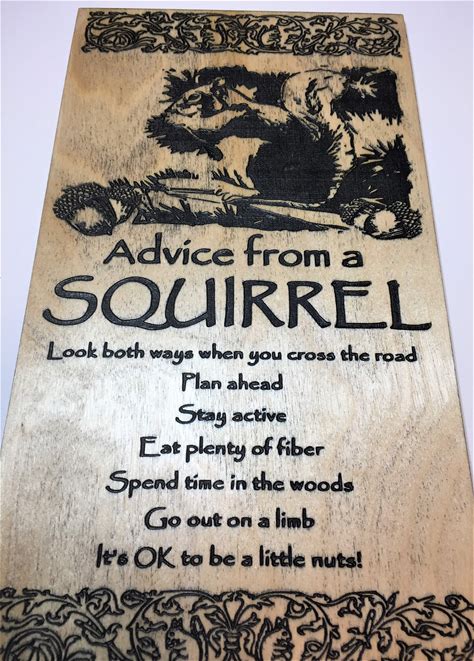 Advice from a
SQUIRREL
Look both ways when you cross the road
Plan ahead
Stay active
Eat plenty of fiber
Spend time in the woods
Go out on a limb
It's OK to be a little nuts!